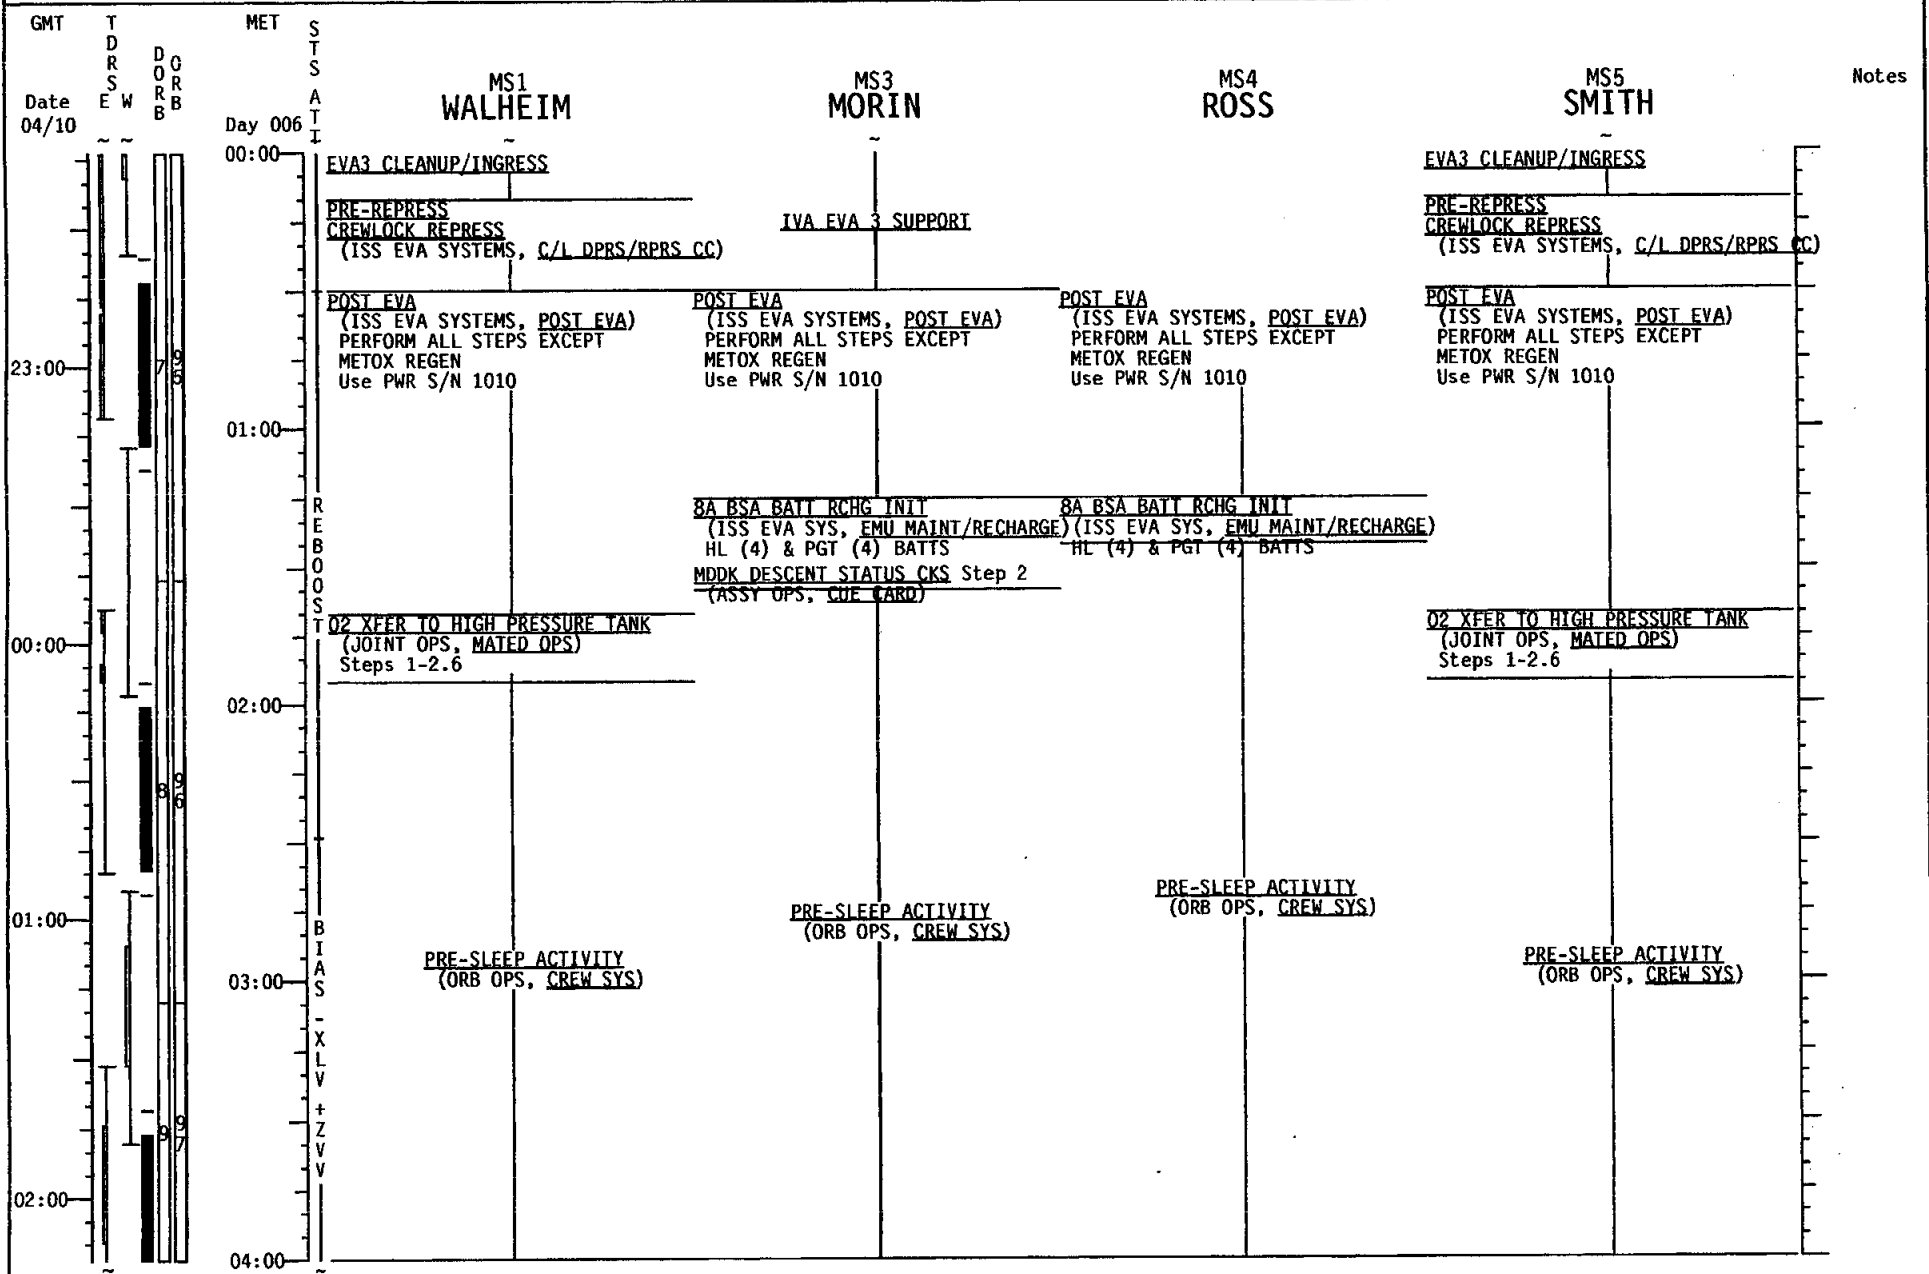 GMT
TDRS
E W
DORB
ORB
MET
STS ATT
Date
04/10
Day 006
MS1
WALHEIM
MS3
MORIN
MS4
ROSS
MS5
SMITH
Notes
~ ~ ~ ~ ~
00:00
EVA3 CLEANUP/INGRESS
PRE-REPRESS
CREWLOCK REPRESS
(ISS EVA SYSTEMS, C/L DPRS/RPRS CC)
IVA EVA 3 SUPPORT
EVA3 CLEANUP/INGRESS
PRE-REPRESS
CREWLOCK REPRESS
(ISS EVA SYSTEMS, C/L DPRS/RPRS CC)
POST EVA
(ISS EVA SYSTEMS, POST EVA)
PERFORM ALL STEPS EXCEPT
METOX REGEN
Use PWR S/N 1010
POST EVA
(ISS EVA SYSTEMS, POST EVA)
PERFORM ALL STEPS EXCEPT
METOX REGEN
Use PWR S/N 1010
POST EVA
(ISS EVA SYSTEMS, POST EVA)
PERFORM ALL STEPS EXCEPT
METOX REGEN
Use PWR S/N 1010
POST EVA
(ISS EVA SYSTEMS, POST EVA)
PERFORM ALL STEPS EXCEPT
METOX REGEN
Use PWR S/N 1010
23:00
7
95
01:00
REBOOST
8A BSA BATT RCHG INIT
(ISS EVA SYS, EMU MAINT/RECHARGE)
HL (4) & PGT (4) BATTS
MDDK DESCENT STATUS CKS Step 2
(ASSY OPS, CUE CARD)
8A BSA BATT RCHG INIT
(ISS EVA SYS, EMU MAINT/RECHARGE)
HL (4) & PGT (4) BATTS
00:00
O2 XFER TO HIGH PRESSURE TANK
(JOINT OPS, MATED OPS)
Steps 1-2.6
O2 XFER TO HIGH PRESSURE TANK
(JOINT OPS, MATED OPS)
Steps 1-2.6
02:00
8
96
01:00
BIAS -XLV +ZVV
03:00
PRE-SLEEP ACTIVITY
(ORB OPS, CREW SYS)
PRE-SLEEP ACTIVITY
(ORB OPS, CREW SYS)
PRE-SLEEP ACTIVITY
(ORB OPS, CREW SYS)
PRE-SLEEP ACTIVITY
(ORB OPS, CREW SYS)
9
97
02:00
04:00
~ ~